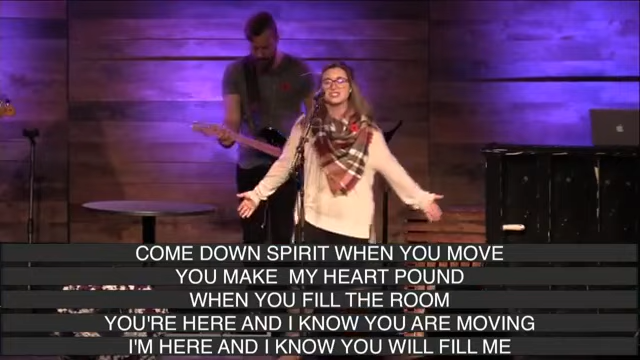 COME DOWN SPIRIT WHEN YOU MOVE
YOU MAKE MY HEART POUND
WHEN YOU FILL THE ROOM
YOU'RE HERE AND I KNOW YOU ARE MOVING
I'M HERE AND I KNOW YOU WILL FILL ME